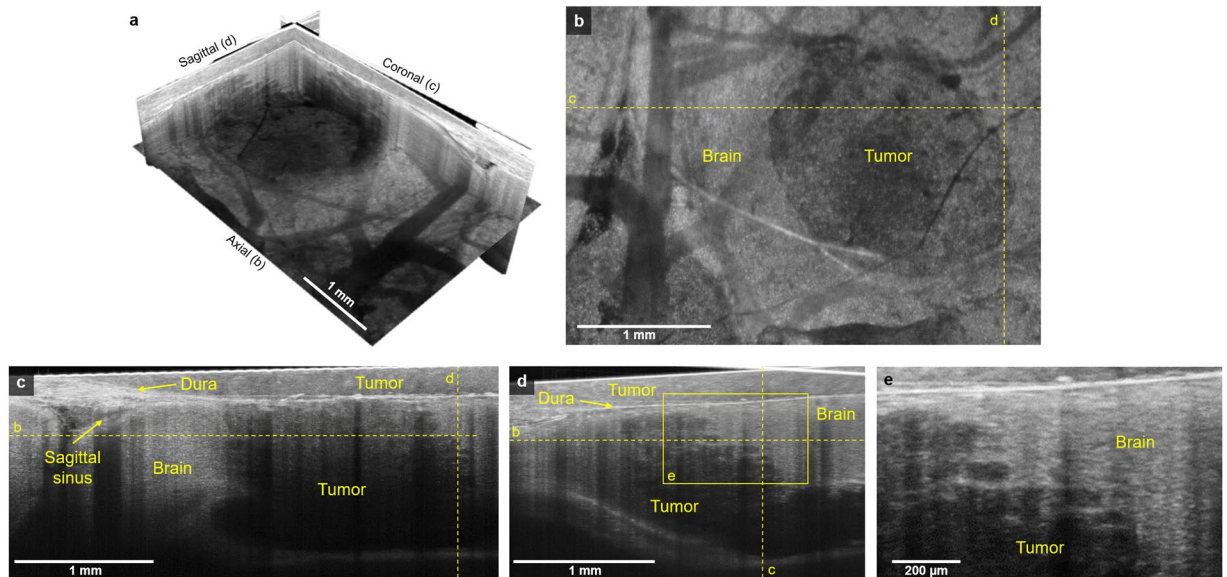 a
Sagittal (d)
Coronal (c)
Axial (b)
1 mm
b
d
c
Brain
Tumor
1 mm
c
Dura
Tumor
d
b
Sagittal
sinus
Brain
Tumor
1 mm
d
Tumor
Dura
Brain
b
e
Tumor
1 mm
c
e
Brain
Tumor
200 µm